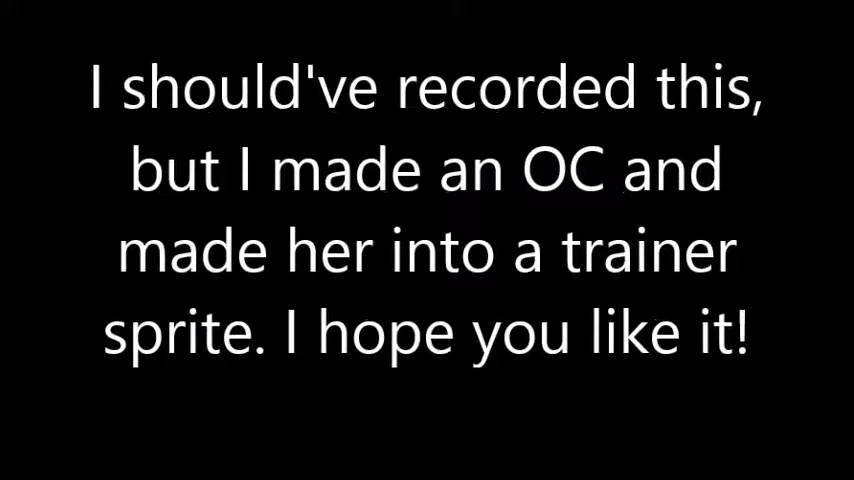 I should've recorded this,
but I made an OC and
made her into a trainer
sprite. I hope you like it!